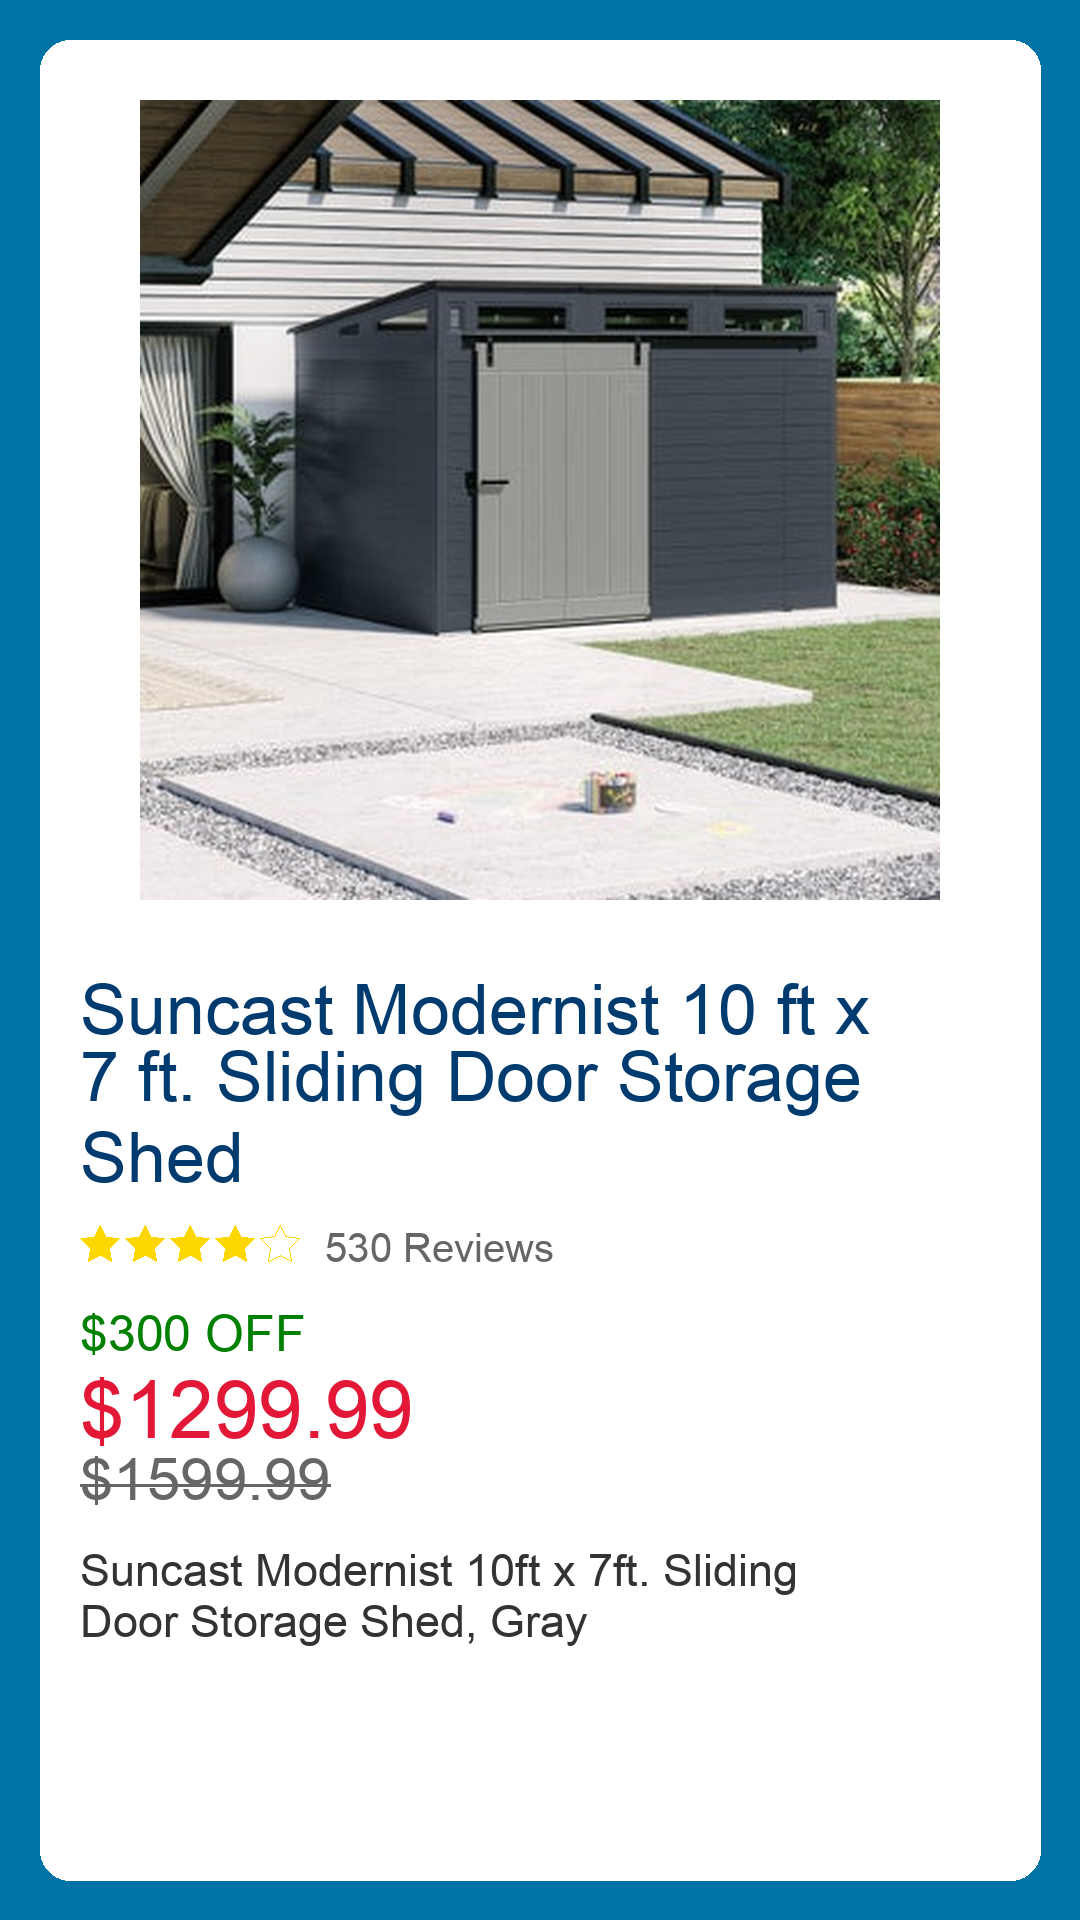 Suncast Modernist 10 ft x
7 ft. Sliding Door Storage
Shed
530 Reviews
$300 OFF
$1299.99
$1599.99
Suncast Modernist 10ft x 7ft. Sliding
Door Storage Shed, Gray